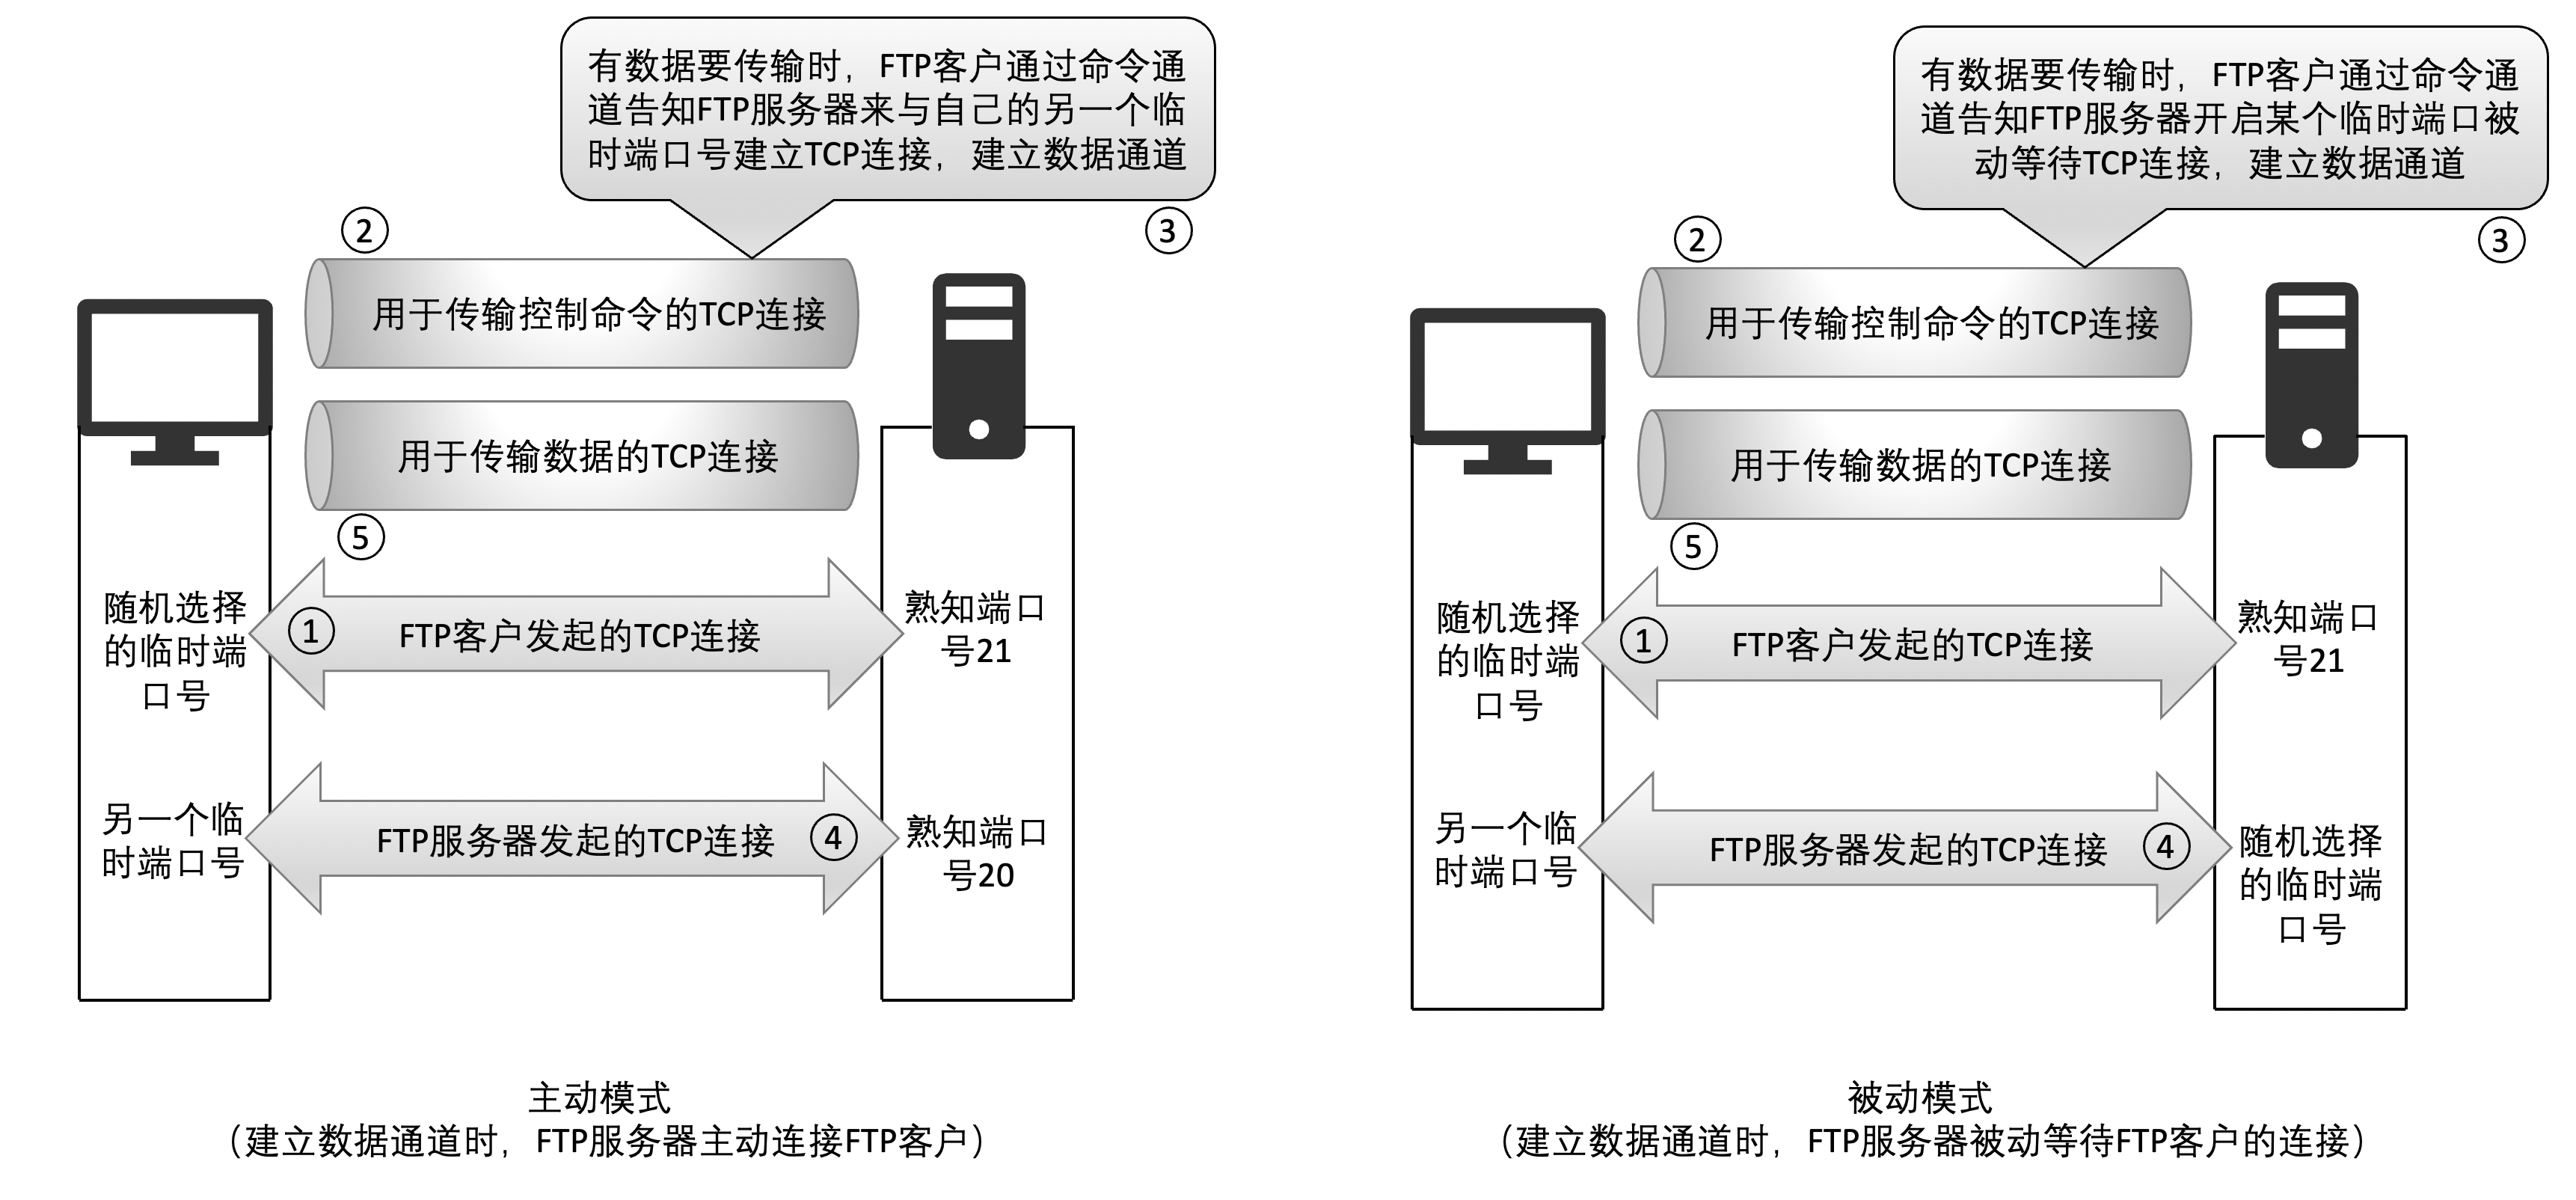 有数据要传输时，FTP客户通过命令通
道告知FTP服务器来与自己的另一个临
时端口号建立TCP连接，建立数据通道
②
③
用于传输控制命令的TCP连接
用于传输数据的TCP连接
⑤
随机选择
的临时端
口号
①
FTP客户发起的TCP连接
熟知端口
号21
另一个临
时端口号
FTP服务器发起的TCP连接
④
熟知端口
号20
主动模式
（建立数据通道时，FTP服务器主动连接FTP客户）
有数据要传输时，FTP客户通过命令通
道告知FTP服务器开启某个临时端口被
动等待TCP连接，建立数据通道
②
③
用于传输控制命令的TCP连接
用于传输数据的TCP连接
⑤
随机选择
的临时端
口号
①
FTP客户发起的TCP连接
熟知端口
号21
另一个临
时端口号
FTP服务器发起的TCP连接
④
随机选择
的临时端
口号
被动模式
（建立数据通道时，FTP服务器被动等待FTP客户的连接）